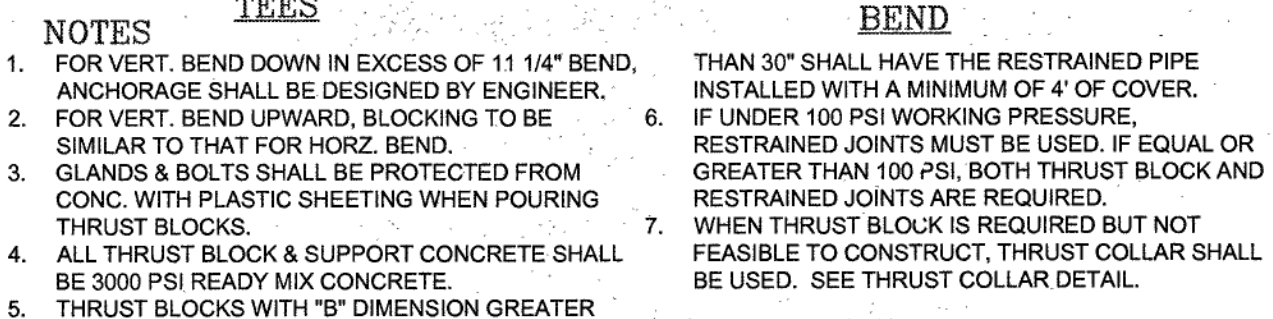 TEES
BEND
NOTES
1. FOR VERT. BEND DOWN IN EXCESS OF 11 1/4" BEND,
ANCHORAGE SHALL BE DESIGNED BY ENGINEER.
2. FOR VERT. BEND UPWARD, BLOCKING TO BE
SIMILAR TO THAT FOR HORZ. BEND.
3. GLANDS & BOLTS SHALL BE PROTECTED FROM
CONC. WITH PLASTIC SHEETING WHEN POURING
THRUST BLOCKS.
4. ALL THRUST BLOCK & SUPPORT CONCRETE SHALL
BE 3000 PSI READY MIX CONCRETE.
5. THRUST BLOCKS WITH "B" DIMENSION GREATER
THAN 30" SHALL HAVE THE RESTRAINED PIPE
INSTALLED WITH A MINIMUM OF 4' OF COVER.
6. IF UNDER 100 PSI WORKING PRESSURE,
RESTRAINED JOINTS MUST BE USED. IF EQUAL OR
GREATER THAN 100 PSI, BOTH THRUST BLOCK AND
RESTRAINED JOINTS ARE REQUIRED.
7. WHEN THRUST BLOCK IS REQUIRED BUT NOT
FEASIBLE TO CONSTRUCT, THRUST COLLAR SHALL
BE USED. SEE THRUST COLLAR DETAIL.